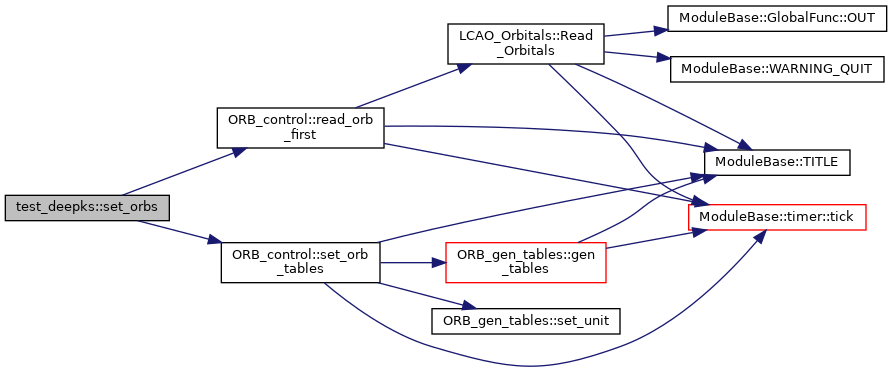 test_deepks::set_orbs
ORB_control::read_orb
_first
ORB_control::set_orb
_tables
LCAO_Orbitals::Read
_Orbitals
ORB_gen_tables::gen
_tables
ORB_gen_tables::set_unit
ModuleBase::GlobalFunc::OUT
ModuleBase::WARNING_QUIT
ModuleBase::TITLE
ModuleBase::timer::tick